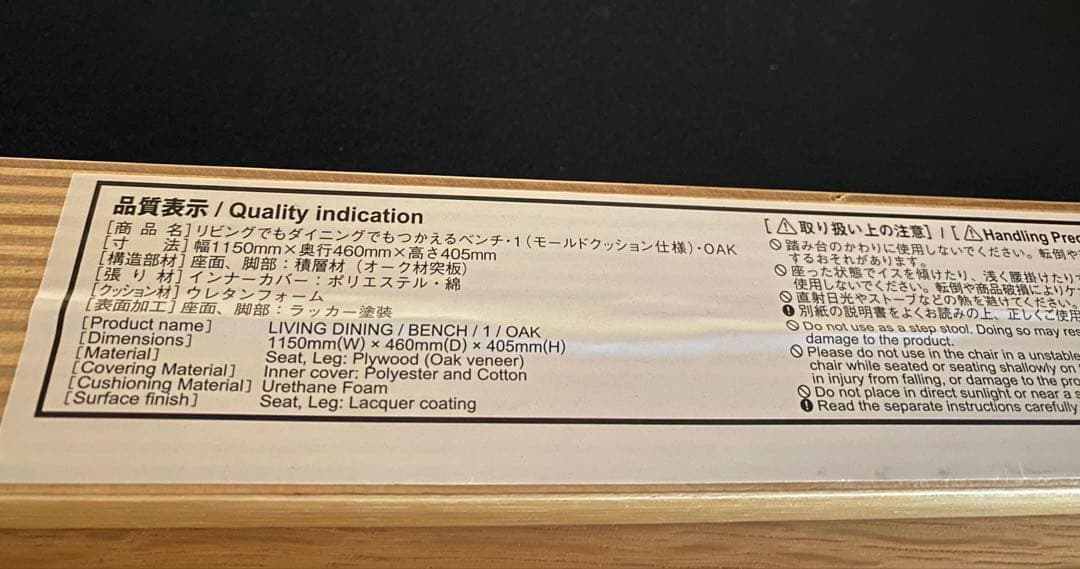 品質表示 / Quality indication
[商 品 名] リビングでもダイニングでもつかえるベンチ・1 (モールドクッション仕様)・OAK
[寸 法] 幅1150mm×奥行460mm×高さ405mm
[構造部材] 座面、脚部：積層材 (オーク材突板)
[張 り 材] インナーカバー：ポリエステル・綿
[クッション材] ウレタンフォーム
[表面加工] 座面、脚部：ラッカー塗装
[Product name] LIVING DINING / BENCH / 1 / OAK
[Dimensions] 1150mm(W) × 460mm(D) × 405mm(H)
[Material] Seat, Leg: Plywood (Oak veneer)
[Covering Material] Inner cover: Polyester and Cotton
[Cushioning Material] Urethane Foam
[Surface finish] Seat, Leg: Lacquer coating
[⚠取り扱い上の注意] / [⚠Handling Prec
踏み台のかわりに使用しないでください。転倒や
するおそれがあります。
座った状態でイスを傾けたり、浅く腰掛けたり
使用しないでください。転倒や商品破損によりケ
直射日光やストーブなどの熱を避けてください。
別紙の説明書をよくお読みの上、正しくご使用
Do not use as a step stool. Doing so may res
damage to the product.
Please do not use in the chair in a unstable
chair while seated or seating shallowly on
in injury from falling, or damage to the pro
Do not place in direct sunlight or near a s
Read the separate instructions carefully